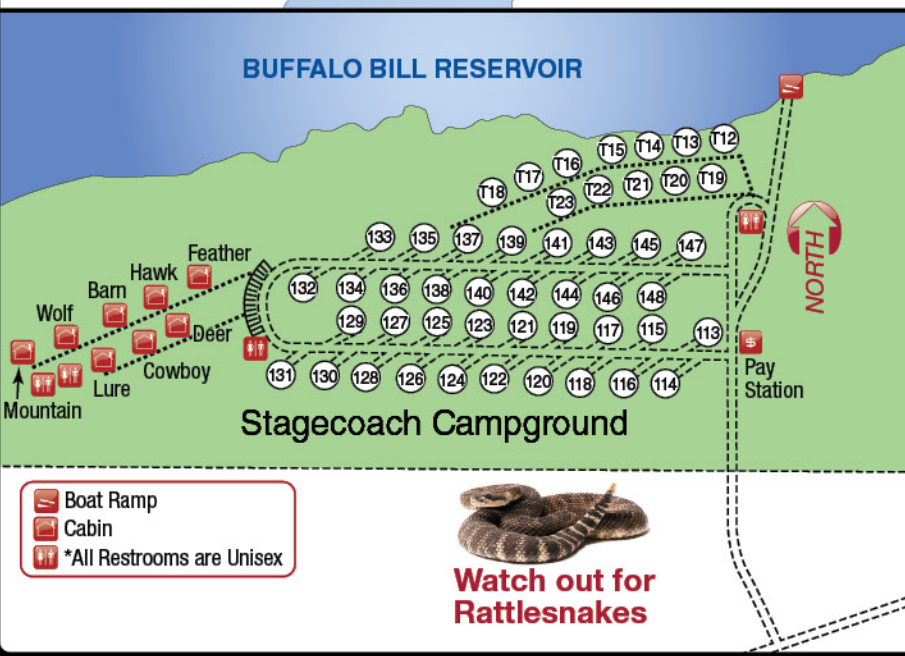 BUFFALO BILL RESERVOIR
T15 T14 T13 T12
T18 T17 T16
T23 T22 T21 T20 T19
NORTH
133 135 137 139 141 143 145 147
132 134 136 138 140 142 144 146 148
129 127 125 123 121 119 117 115 113
131 130 128 126 124 122 120 118 116 114
Feather
Hawk
Barn
Wolf
Mountain
Deer
Cowboy
Lure
$
Pay
Station
Stagecoach Campground
Boat Ramp
Cabin
*All Restrooms are Unisex
Watch out for
Rattlesnakes